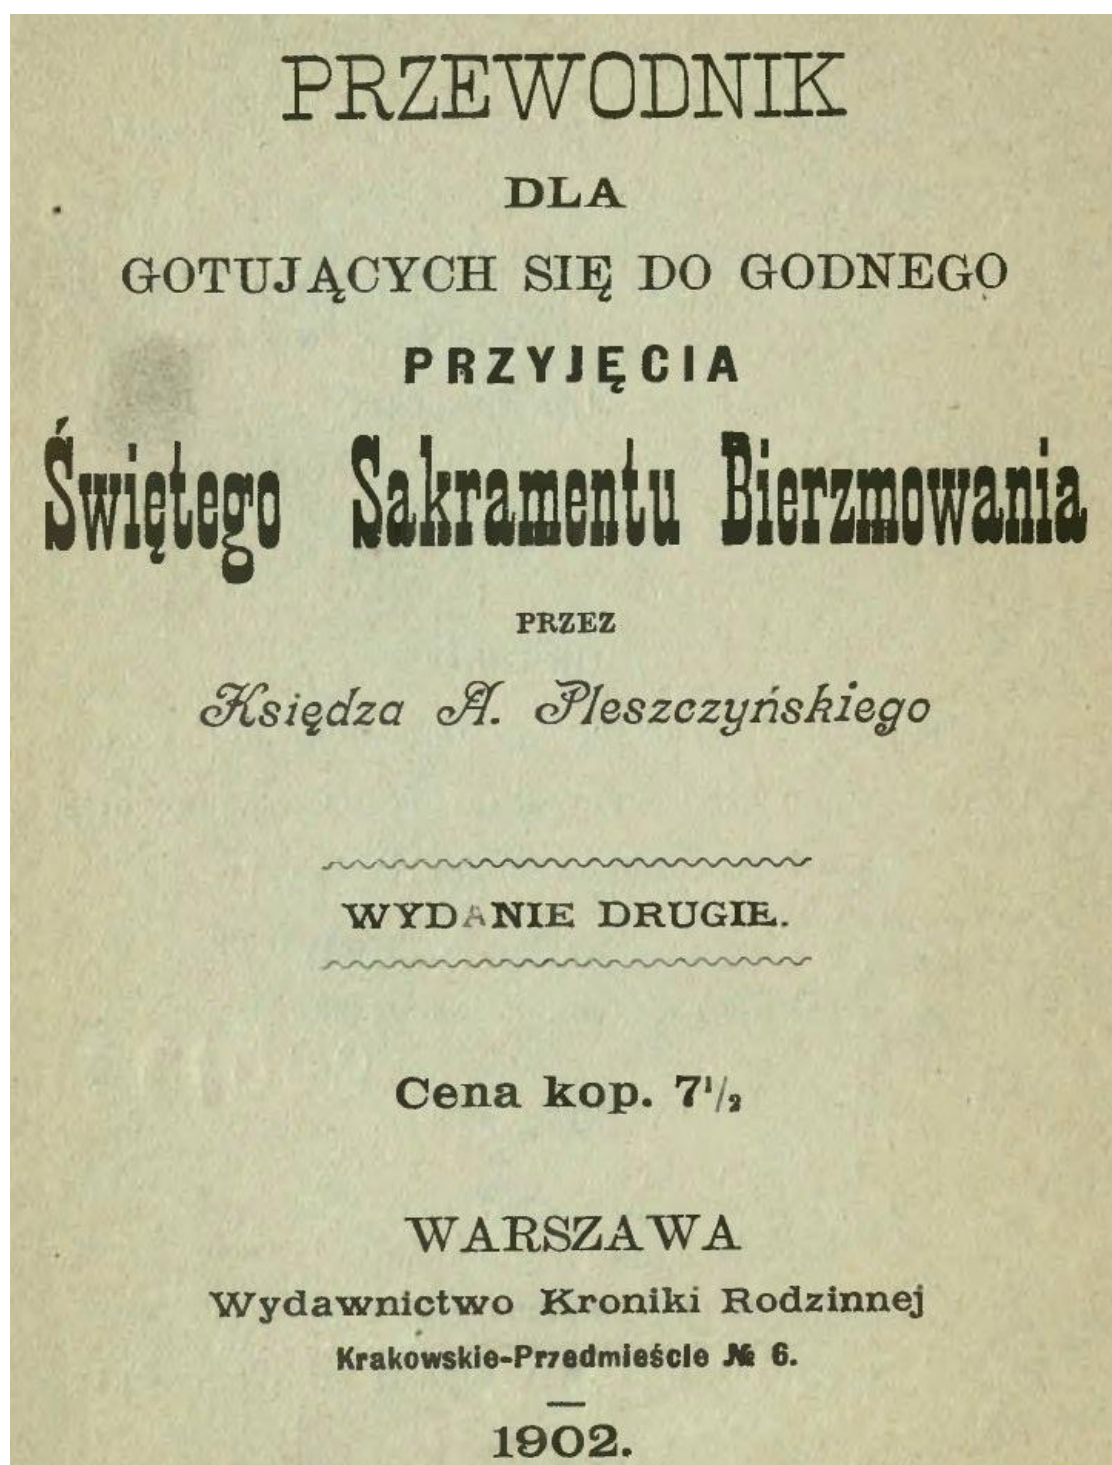 PRZEWODNIK
DLA
GOTUJĄCYCH SIĘ DO GODNEGO
PRZYJĘCIA
Świętego Sakramentu Bierzmowania
PRZEZ
Księdza A. Pleszczyńskiego
WYDANIE DRUGIE.
Cena kop. 7¹/₂
WARSZAWA
Wydawnictwo Kroniki Rodzinnej
Krakowskie-Przedmieście № 6.
1902.